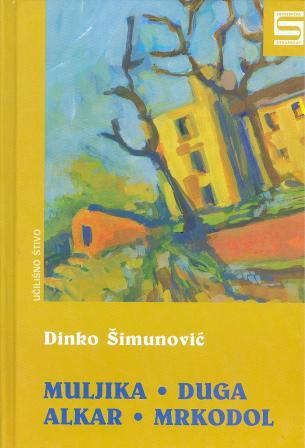 Dinko Šimunović
MULJIKA • DUGA
ALKAR • MRKODOL
UČILIŠNO ŠTIVO
S